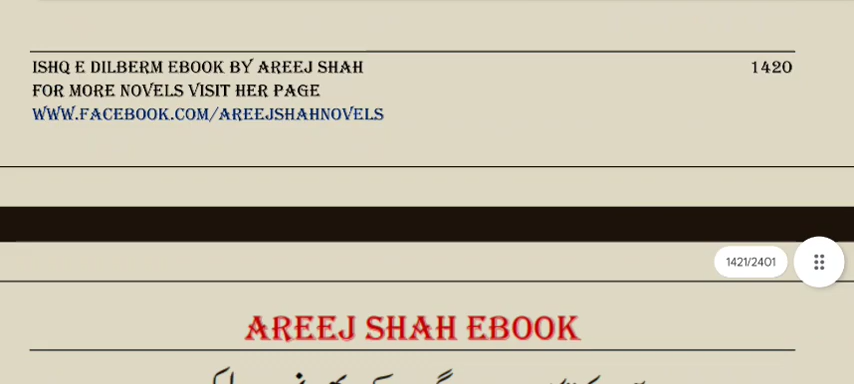 ISHQ E DILBERM EBOOK BY AREEJ SHAH 1420
FOR MORE NOVELS VISIT HER PAGE
WWW.FACEBOOK.COM/AREEJSHAHNOVELS
1421/2401
AREEJ SHAH EBOOK